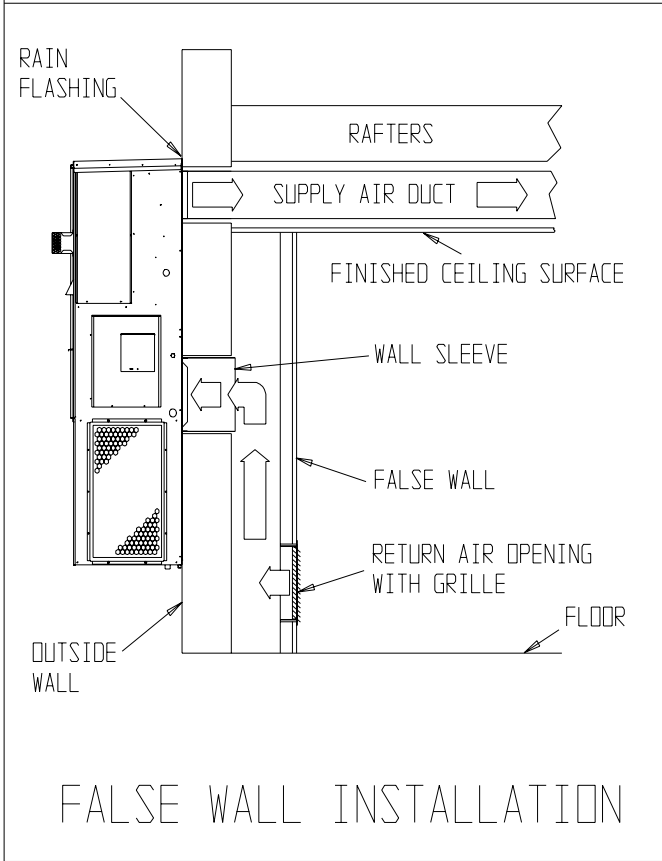 RAIN
FLASHING
RAFTERS
SUPPLY AIR DUCT
FINISHED CEILING SURFACE
WALL SLEEVE
FALSE WALL
RETURN AIR OPENING
WITH GRILLE
FLOOR
OUTSIDE
WALL
FALSE WALL INSTALLATION